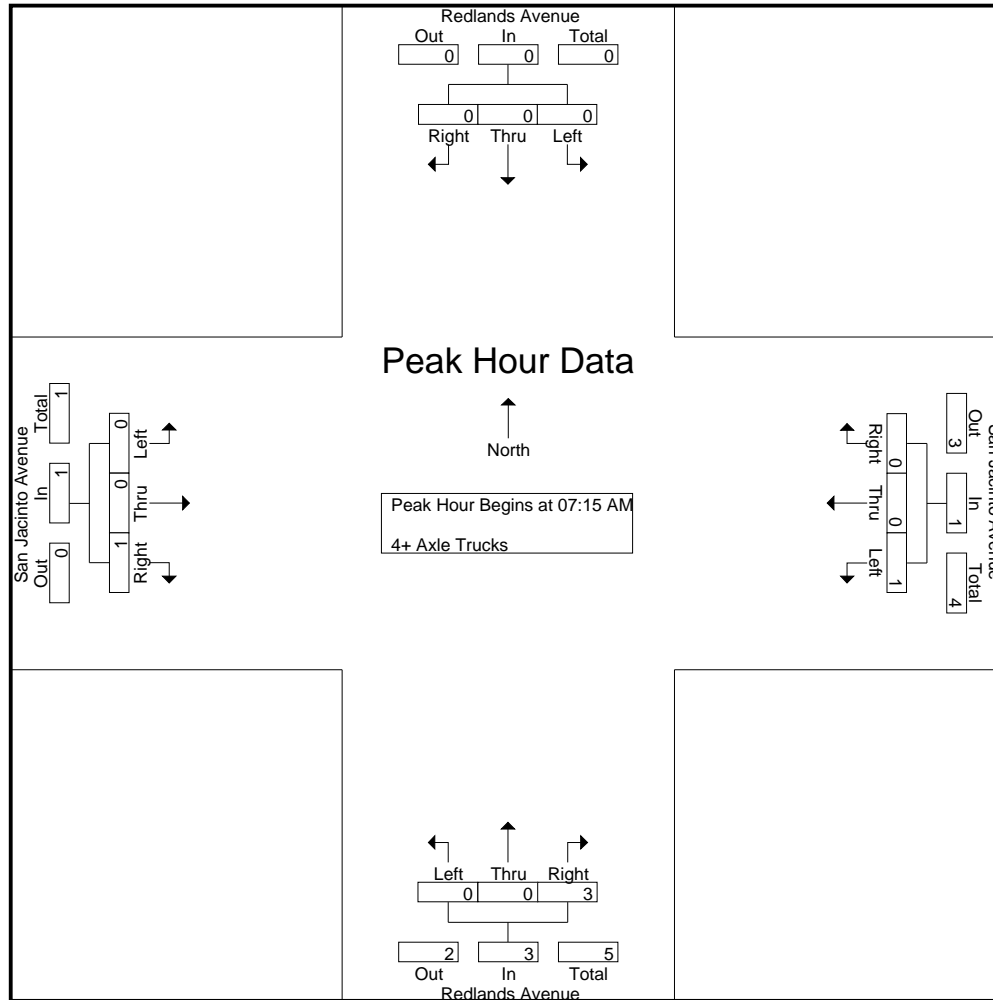 Redlands Avenue
Out In Total
0 0 0
0 0 0
Right Thru Left
Peak Hour Data
North
Peak Hour Begins at 07:15 AM
4+ Axle Trucks
San Jacinto Avenue
Total In Out
1 1 0
0 0 1
Left Thru Right
San Jacinto Avenue
Out In Total
3 1 4
0 0 1
Right Thru Left
Left Thru Right
0 0 3
2 3 5
Out In Total
Redlands Avenue